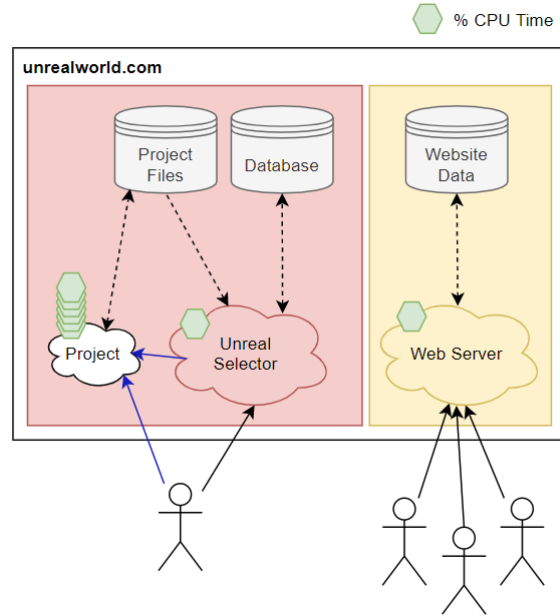 % CPU Time
unrealworld.com
Project
Files
Database
Website
Data
Project
Unreal
Selector
Web Server